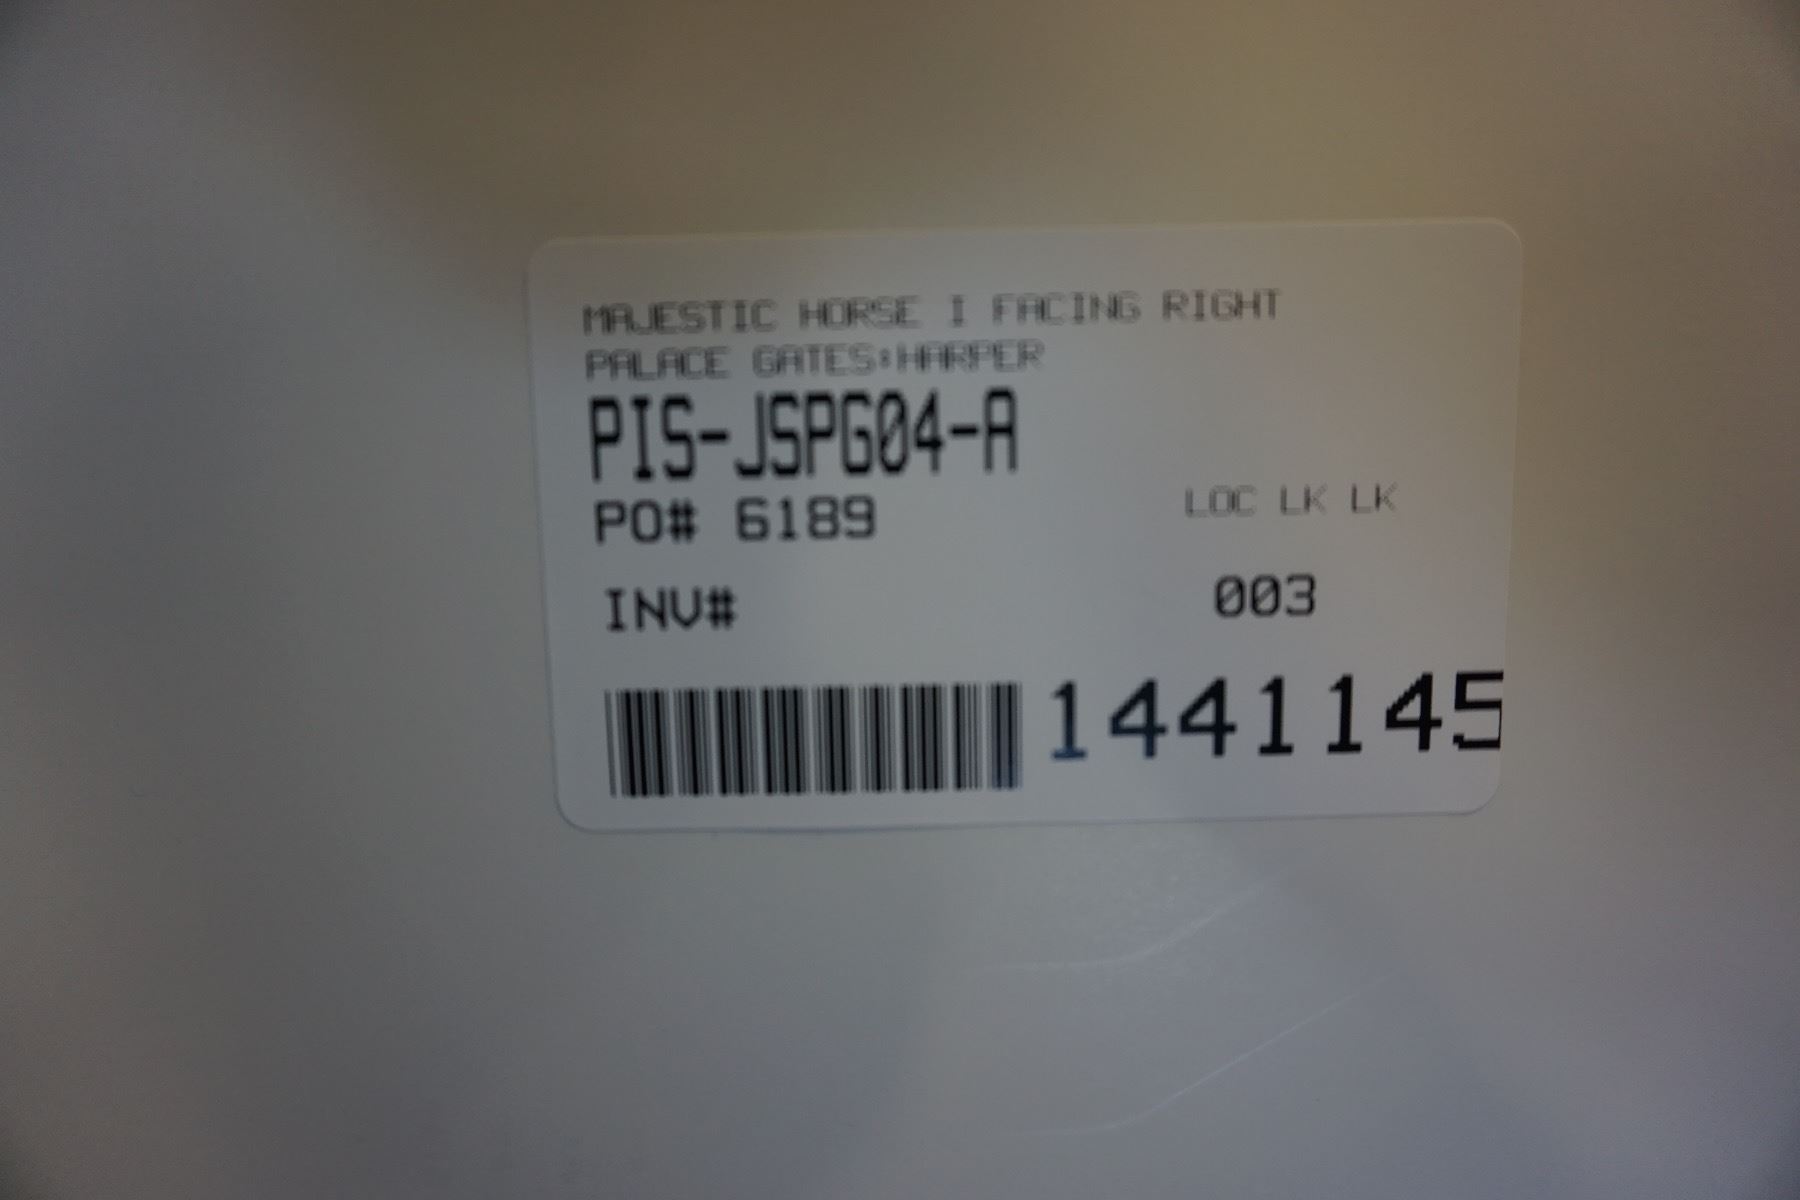 MAJESTIC HORSE I FACING RIGHT
PALACE GATES:HARPER
PIS-JSPG04-A
PO# 6189
LOC LK LK
INV#
003
1441145